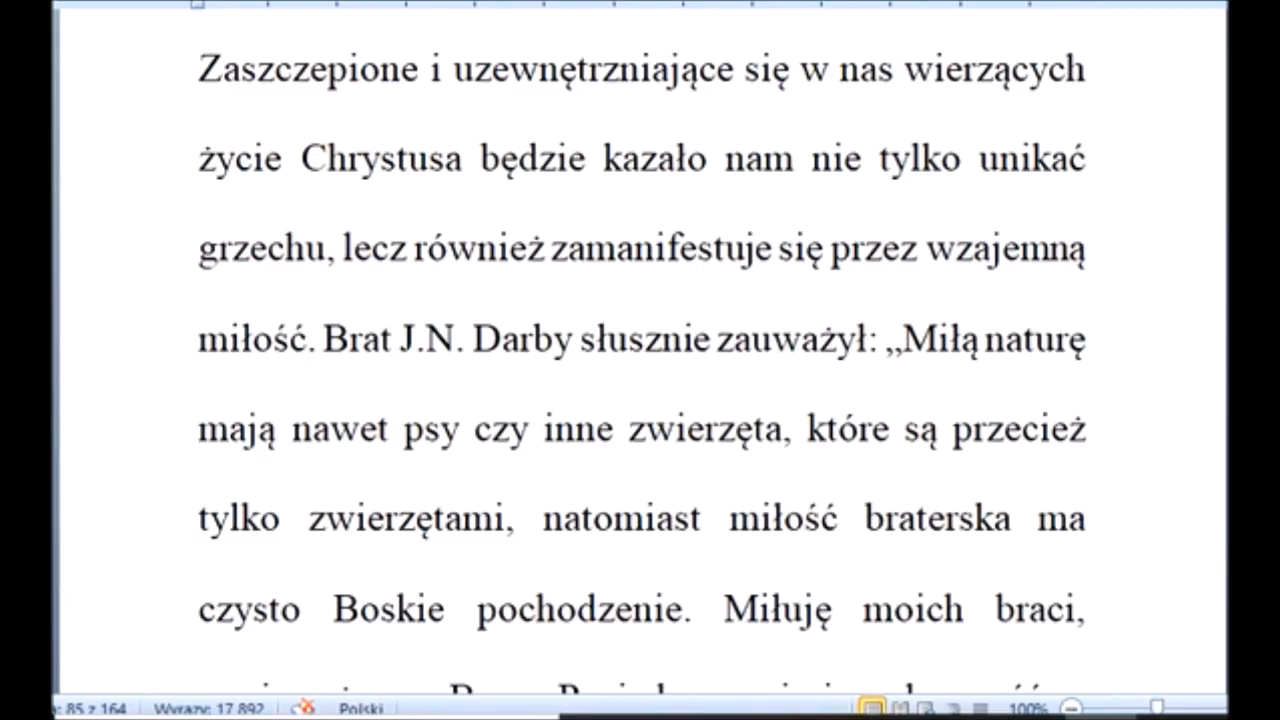 Zaszczepione i uzewnętrzniające się w nas wierzących
życie Chrystusa będzie kazało nam nie tylko unikać
grzechu, lecz również zamanifestuje się przez wzajemną
miłość. Brat J.N. Darby słusznie zauważył: „Miłą naturę
mają nawet psy czy inne zwierzęta, które są przecież
tylko zwierzętami, natomiast miłość braterska ma
czysto Boskie pochodzenie. Miłuję moich braci,
85 z 164 Wyrazy: 17 892 Polski 100%